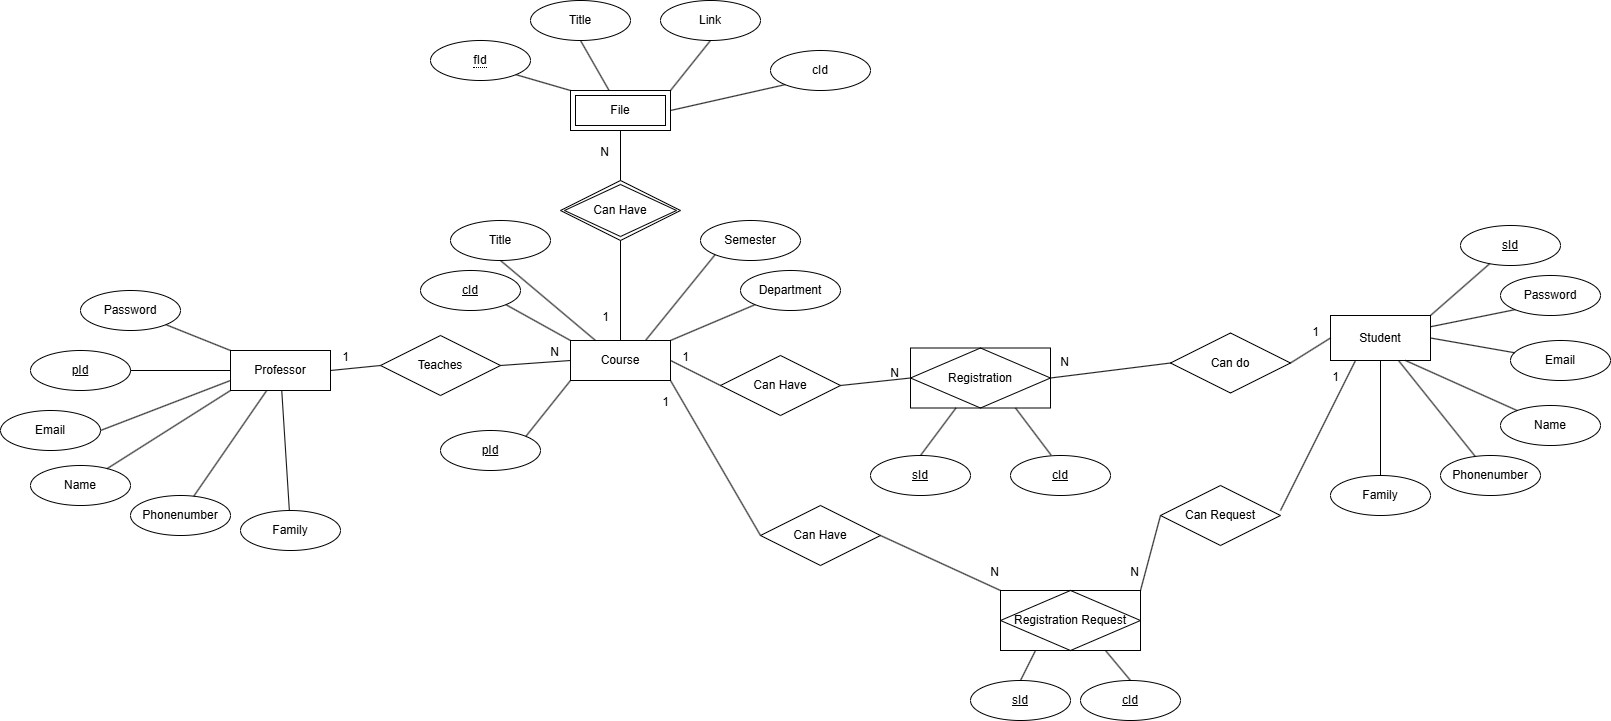 Title
Link
fId
cId
File
N
Can Have
Title
Semester
sId
cId
Department
Password
Password
1
1
Student
N
1
Course
1
N
Email
Professor
pId
Teaches
Can Have
N
Registration
Can do
1
1
Email
Name
pId
Name
sId
cId
Phonenumber
Family
Phonenumber
Family
Can Request
Can Have
N
N
Registration Request
sId
cId